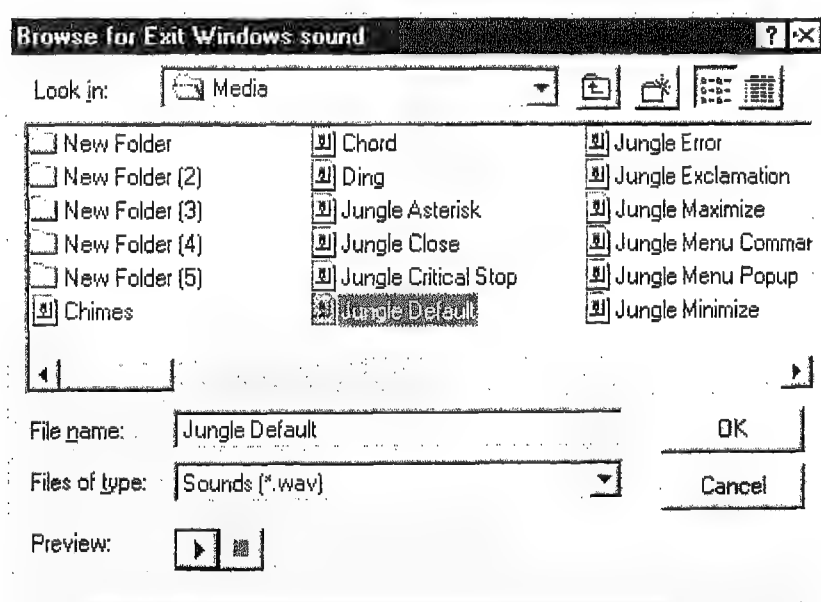 Browse for Exit Windows sound
Look in: Media
New Folder
New Folder (2)
New Folder (3)
New Folder (4)
New Folder (5)
Chimes
Chord
Ding
Jungle Asterisk
Jungle Close
Jungle Critical Stop
Jungle Default
Jungle Error
Jungle Exclamation
Jungle Maximize
Jungle Menu Commar
Jungle Menu Popup
Jungle Minimize
File name: Jungle Default OK
Files of type: Sounds (*.wav) Cancel
Preview: